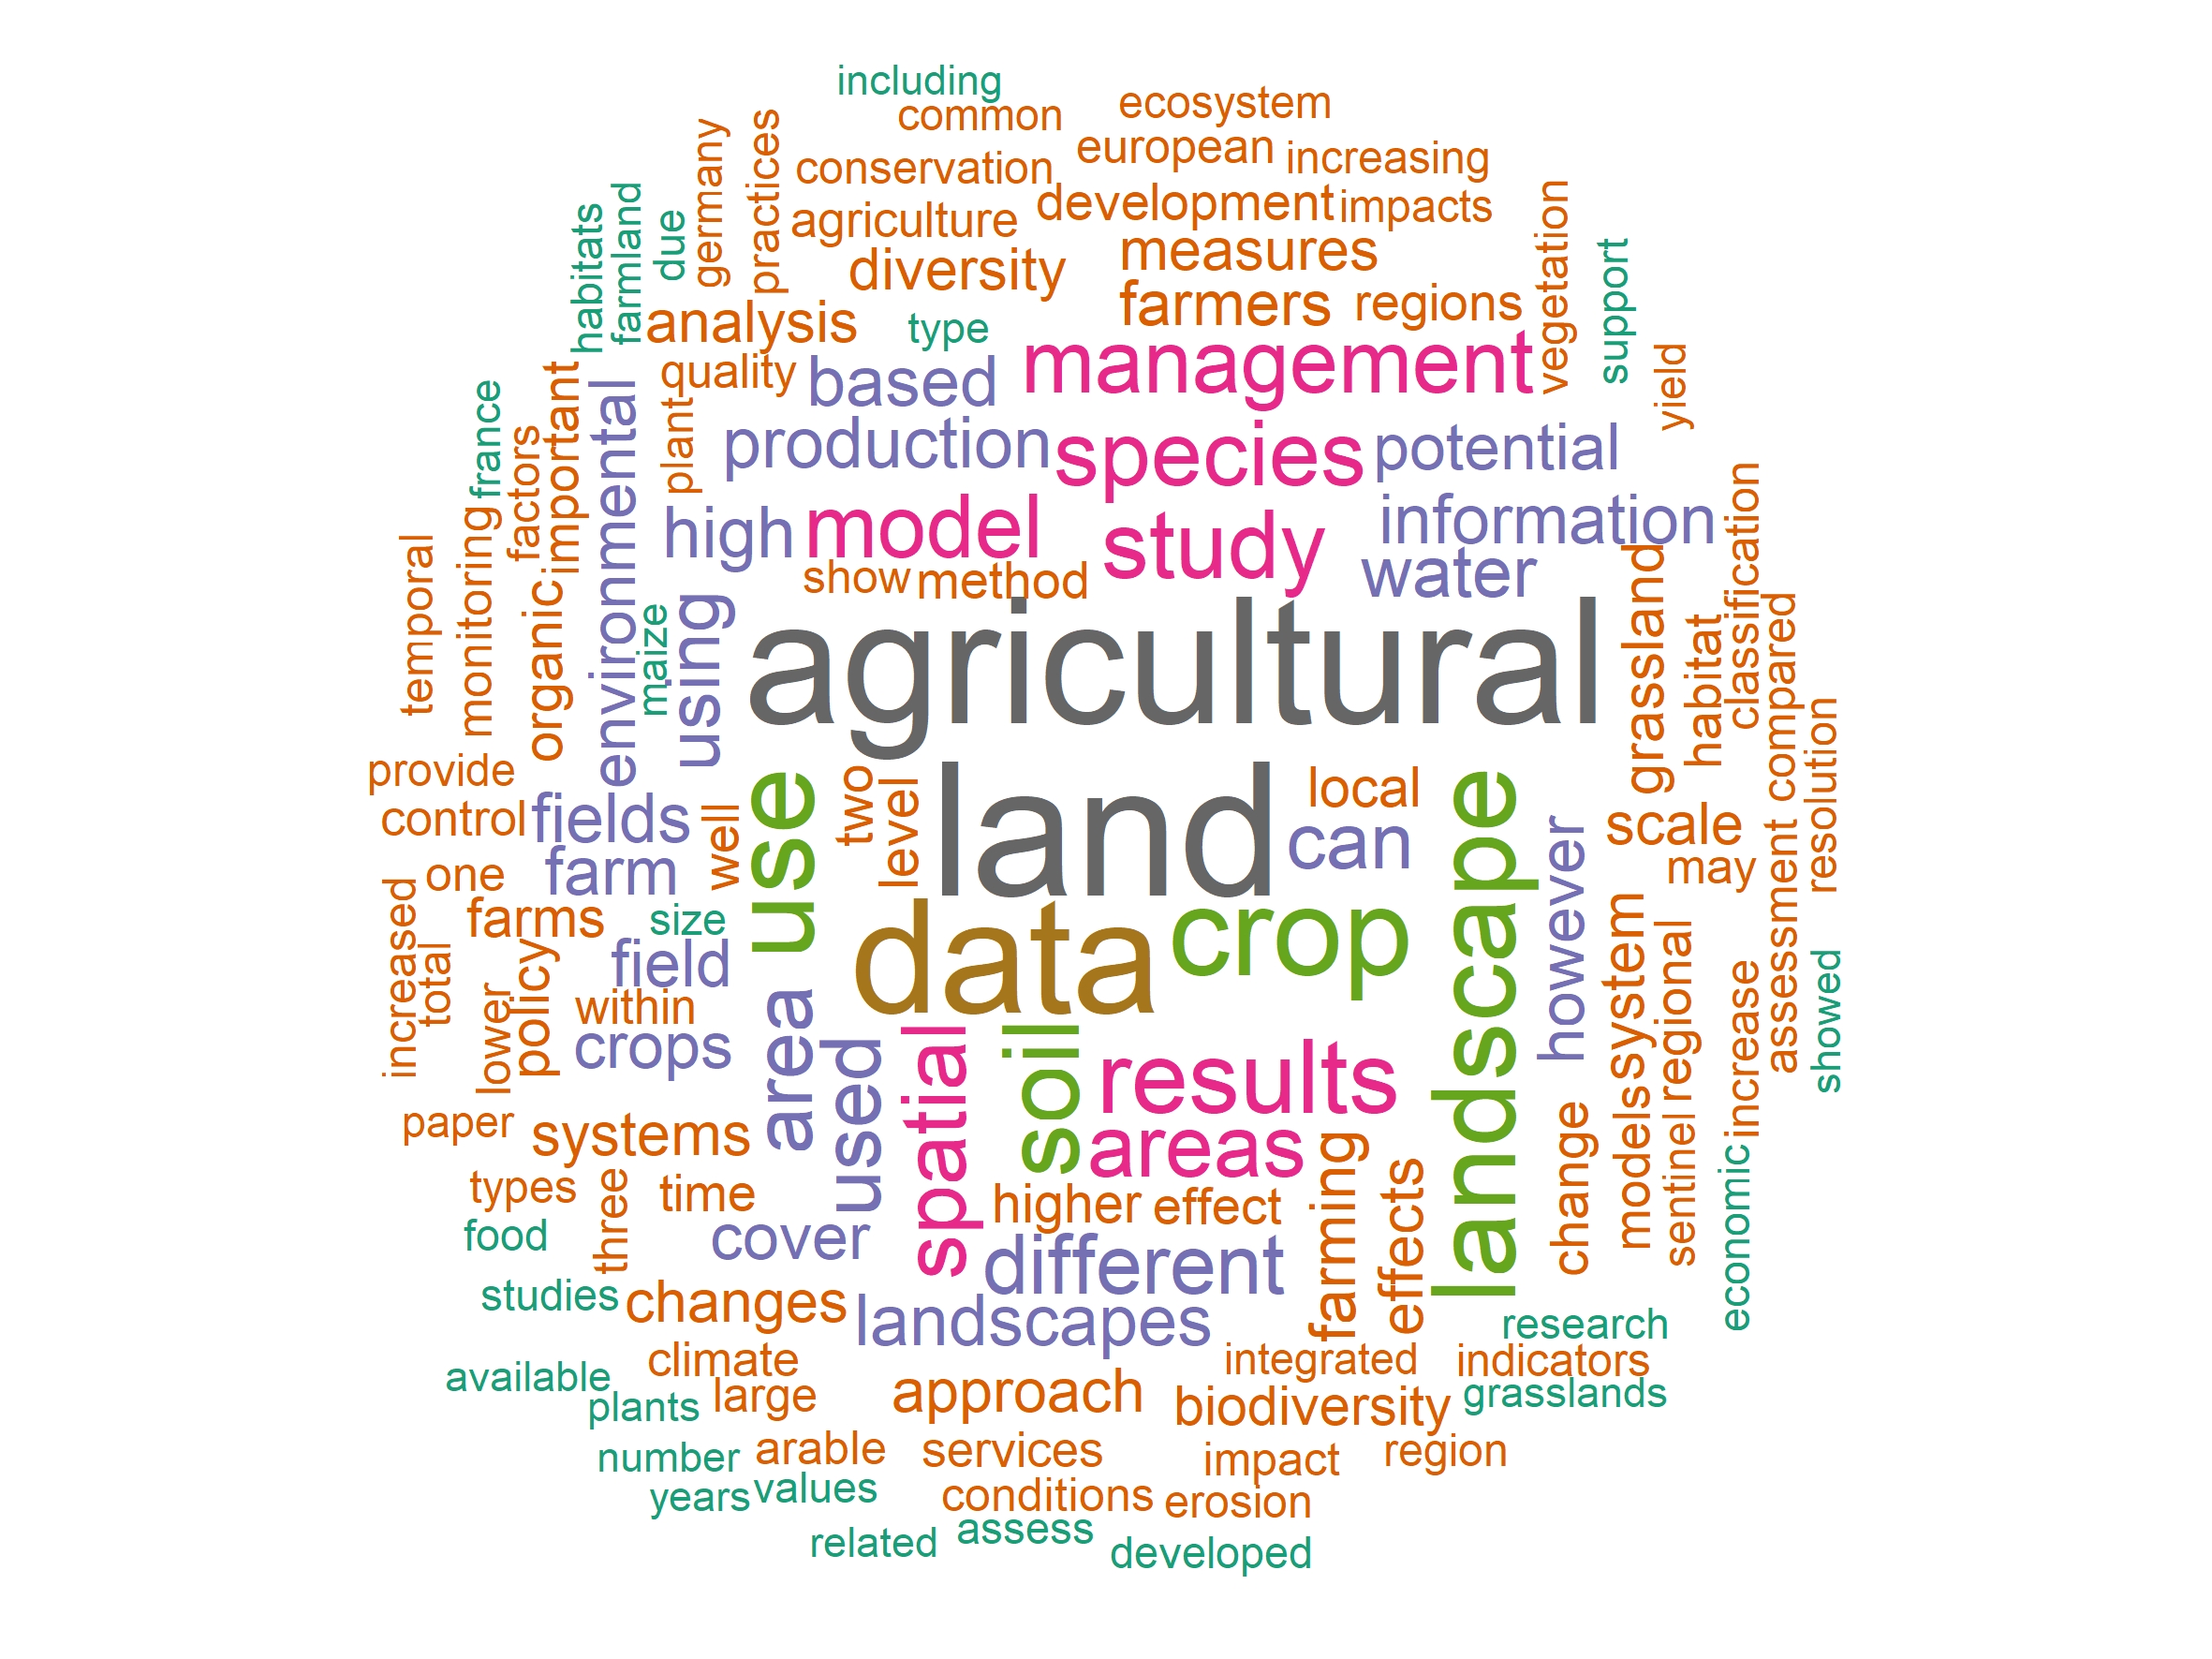 including
common
ecosystem
european
increasing
conservation
germany
practices
agriculture
development
impacts
vegetation
habitats
farmland
due
diversity
measures
support
farmers
regions
analysis
type
management
yield
quality
based
important
environmental
plant
france
factors
production
species
potential
monitoring
temporal
high
model
study
information
classification
show
method
water
grassland
organic
maize
using
agricultural
habitat
compared
resolution
provide
control
fields
well
use
two
level
land
local
can
landscape
however
scale
may
assessment
one
farm
increased
farms
size
data
crop
system
regional
total
policy
field
lower
within
area
crops
used
spatial
soil
results
increase
showed
paper
systems
areas
farming
effects
change
models
sentinel
economic
types
three
time
higher
effect
food
cover
different
studies
changes
landscapes
research
climate
integrated
indicators
available
plants
large
approach
biodiversity
grasslands
number
arable
services
impact
region
years
values
conditions
erosion
related
assess
developed